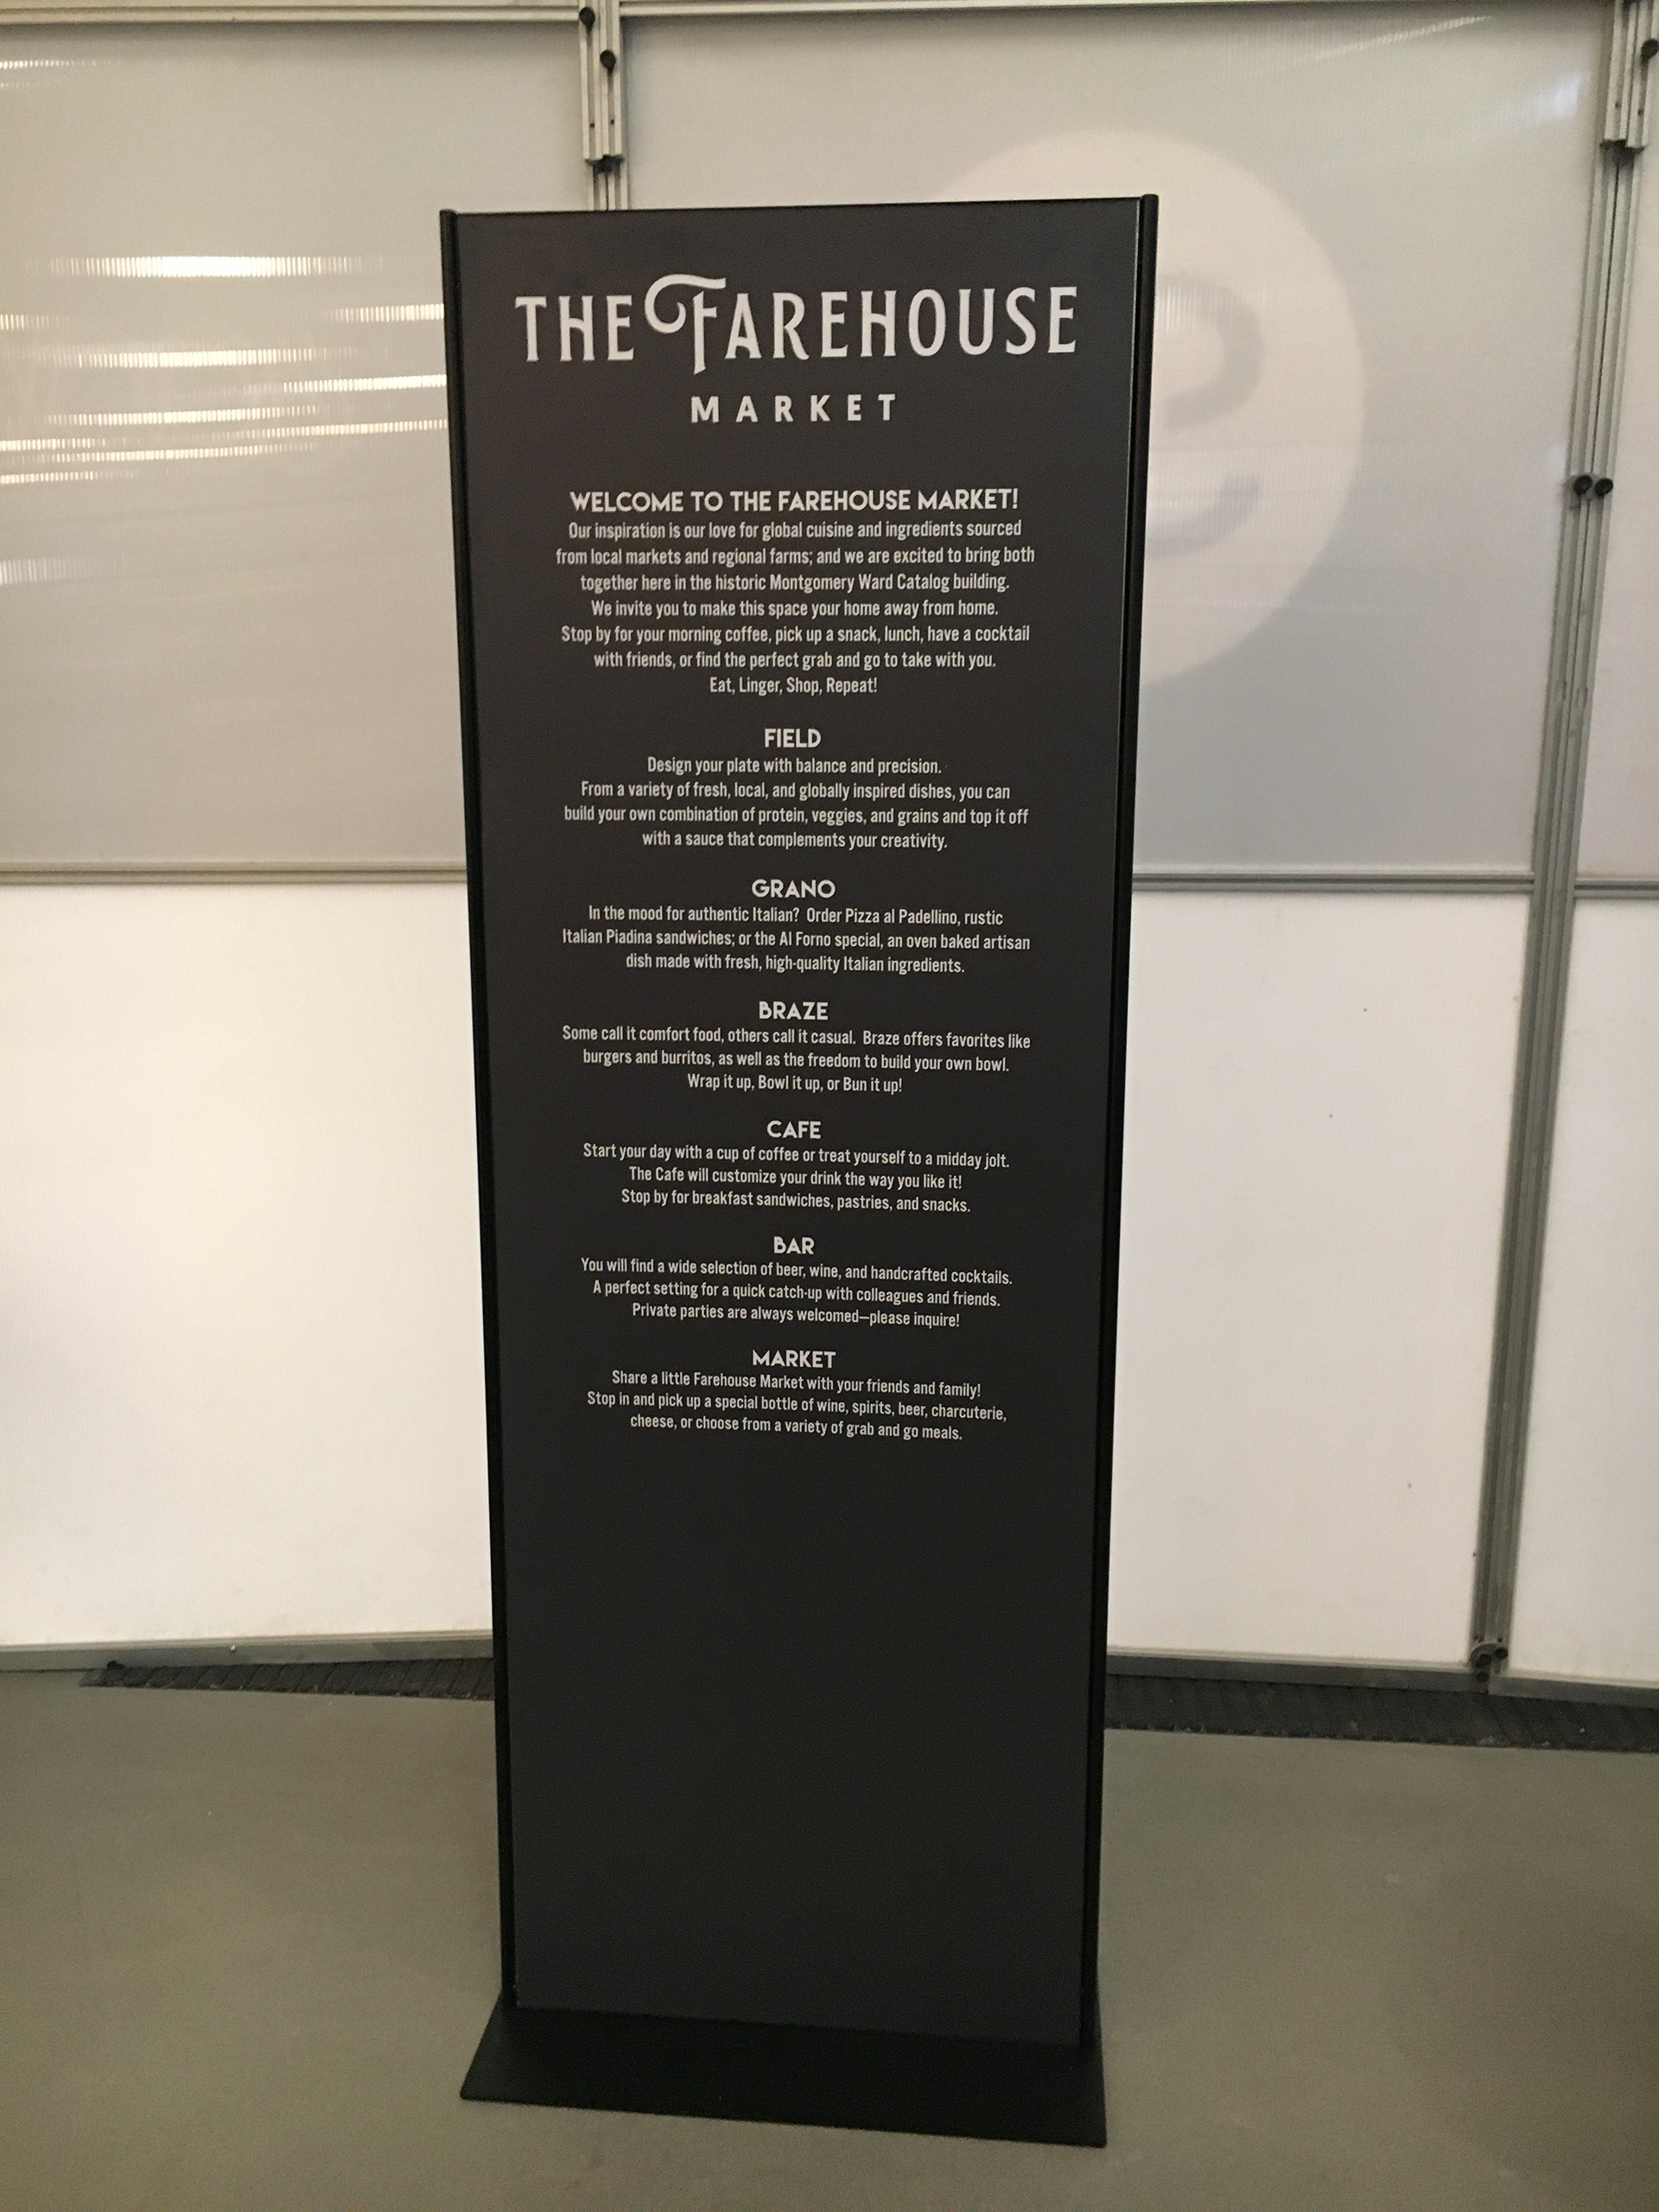 THE FAREHOUSE
MARKET
WELCOME TO THE FAREHOUSE MARKET!
Our inspiration is our love for global cuisine and ingredients sourced
from local markets and regional farms; and we are excited to bring both
together here in the historic Montgomery Ward Catalog building.
We invite you to make this space your home away from home.
Stop by for your morning coffee, pick up a snack, lunch, have a cocktail
with friends, or find the perfect grab and go to take with you.
Eat, Linger, Shop, Repeat!
FIELD
Design your plate with balance and precision.
From a variety of fresh, local, and globally inspired dishes, you can
build your own combination of protein, veggies, and grains and top it off
with a sauce that complements your creativity.
GRANO
In the mood for authentic Italian? Order Pizza al Padellino, rustic
Italian Piadina sandwiches; or the Al Forno special, an oven baked artisan
dish made with fresh, high-quality Italian ingredients.
BRAZE
Some call it comfort food, others call it casual. Braze offers favorites like
burgers and burritos, as well as the freedom to build your own bowl.
Wrap it up, Bowl it up, or Bun it up!
CAFE
Start your day with a cup of coffee or treat yourself to a midday jolt.
The Cafe will customize your drink the way you like it!
Stop by for breakfast sandwiches, pastries, and snacks.
BAR
You will find a wide selection of beer, wine, and handcrafted cocktails.
A perfect setting for a quick catch-up with colleagues and friends.
Private parties are always welcomed—please inquire!
MARKET
Share a little Farehouse Market with your friends and family!
Stop in and pick up a special bottle of wine, spirits, beer, charcuterie,
cheese, or choose from a variety of grab and go meals.